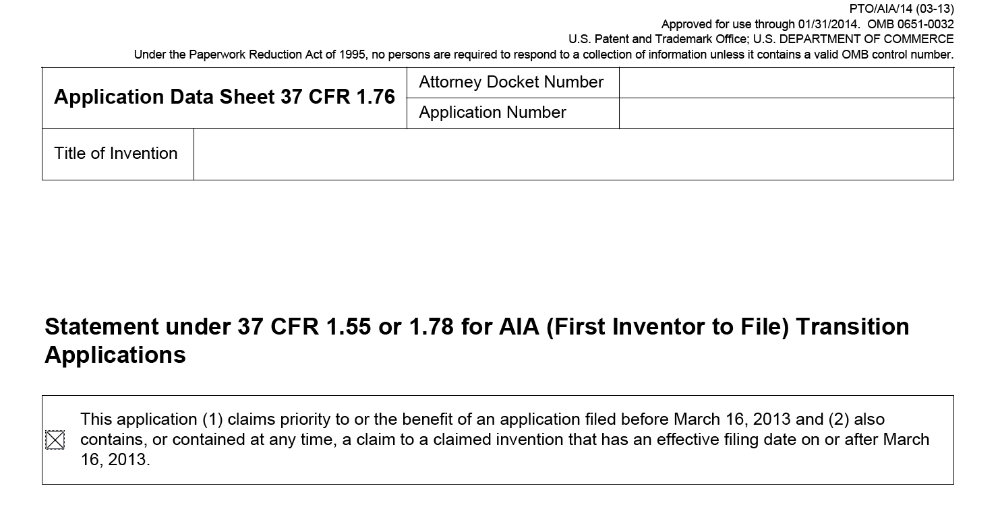 PTO/AIA/14 (03-13)
Approved for use through 01/31/2014. OMB 0651-0032
U.S. Patent and Trademark Office; U.S. DEPARTMENT OF COMMERCE
Under the Paperwork Reduction Act of 1995, no persons are required to respond to a collection of information unless it contains a valid OMB control number.
Application Data Sheet 37 CFR 1.76
Attorney Docket Number
Application Number
Title of Invention
Statement under 37 CFR 1.55 or 1.78 for AIA (First Inventor to File) Transition
Applications
This application (1) claims priority to or the benefit of an application filed before March 16, 2013 and (2) also
contains, or contained at any time, a claim to a claimed invention that has an effective filing date on or after March
16, 2013.